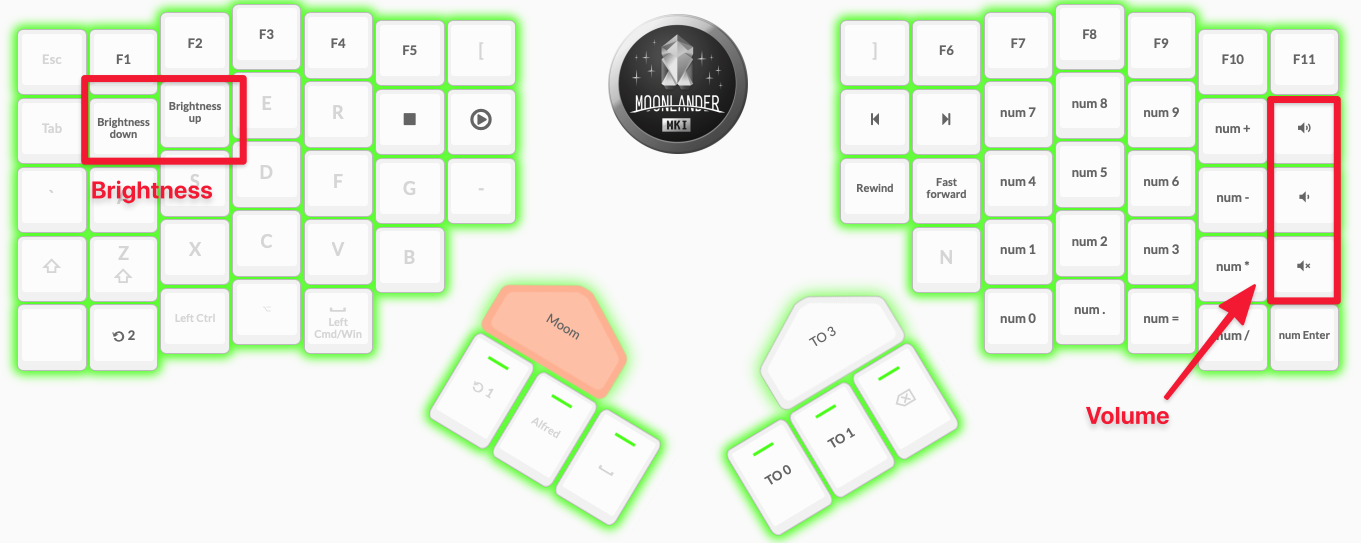 Esc
F1
F2
F3
F4
F5
[
]
F6
F7
F8
F9
F10
F11
Tab
Brightness
down
Brightness
up
E
R
MOONLANDER
MK1
num 7
num 8
num 9
num +
`
Brightness
S
D
F
G
-
Rewind
Fast
forward
num 4
num 5
num 6
num -
Z
X
C
V
B
N
num 1
num 2
num 3
num *
2
Left Ctrl
⌥
Left
Cmd/Win
num 0
num .
num =
num /
num Enter
Moom
TO 3
1
Alfred
TO 0
TO 1
Volume